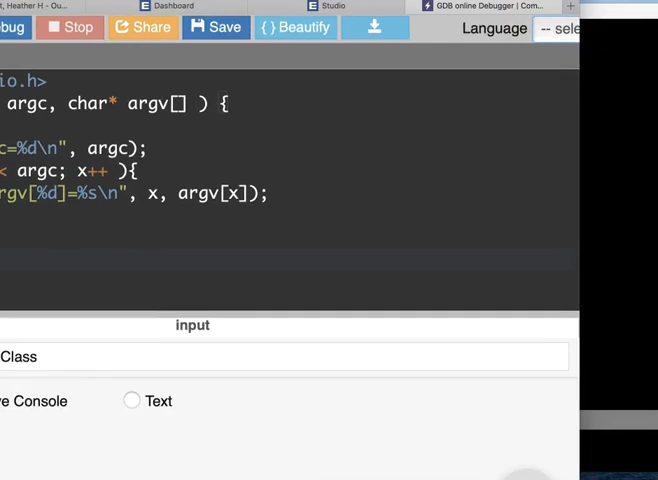 t, Heather H - Ou... Dashboard Studio GDB online Debugger | Com... +
bug Stop Share Save { } Beautify Language -- sele
io.h>
argc, char* argv[] ) {
c=%d\n", argc);
< argc; x++ ){
rgv[%d]=%s\n", x, argv[x]);
input
Class
ve Console Text